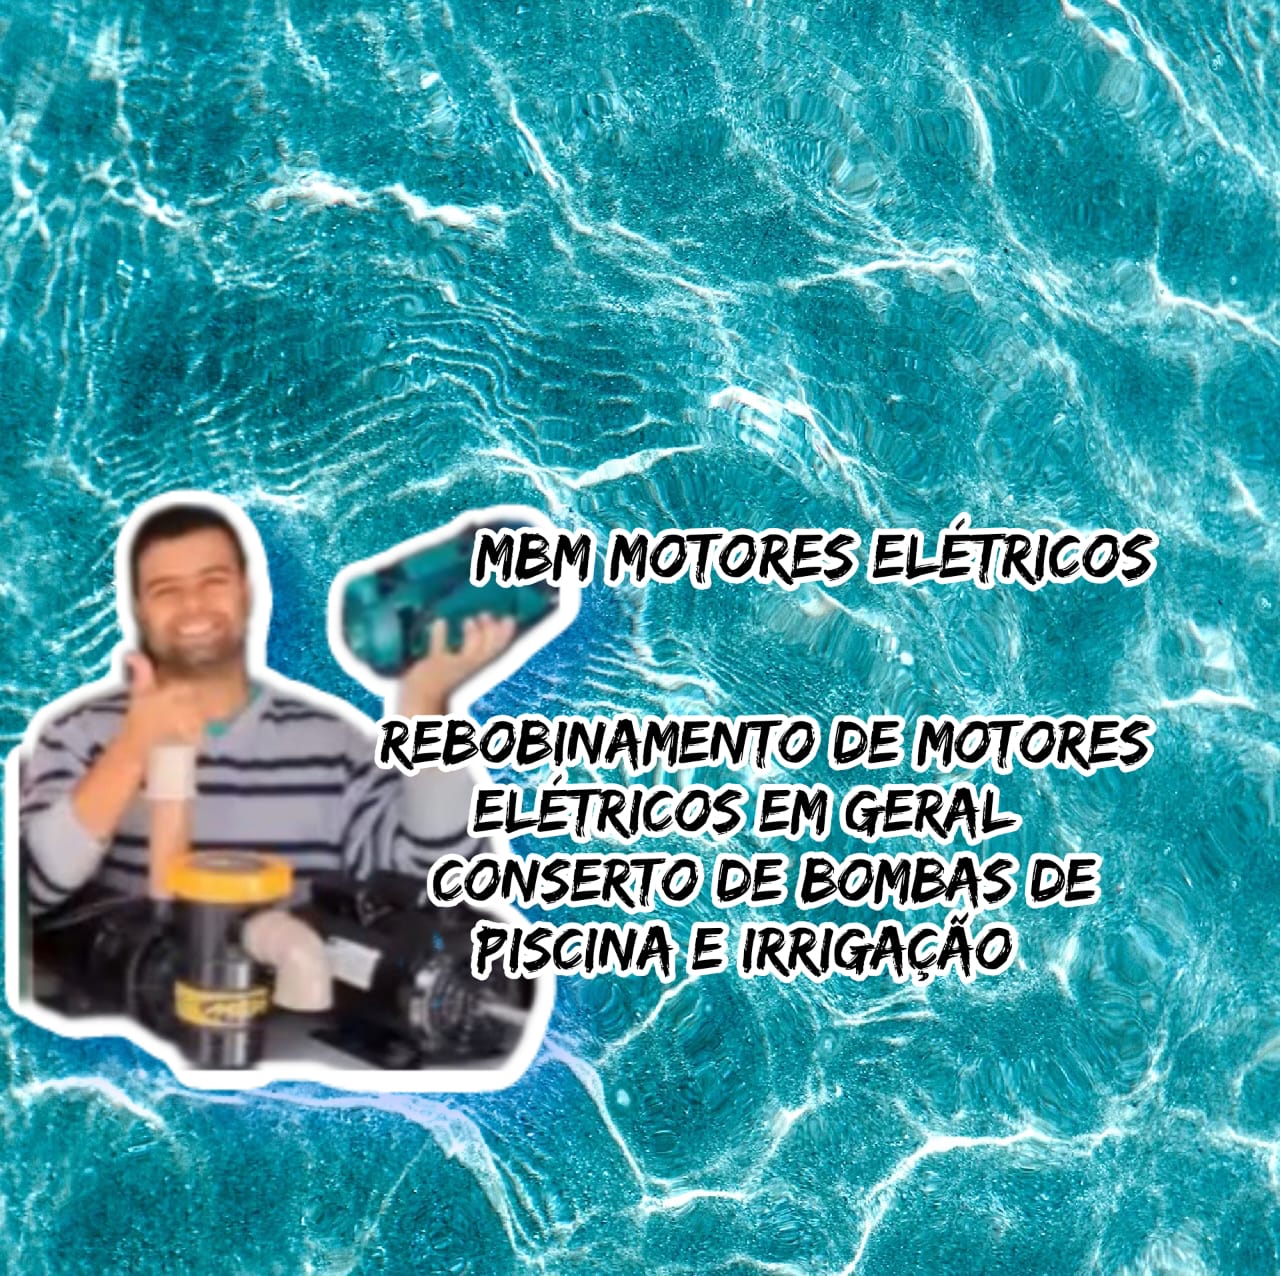 MBM MOTORES ELÉTRICOS
REBOBINAMENTO DE MOTORES
ELÉTRICOS EM GERAL
CONSERTO DE BOMBAS DE
PISCINA E IRRIGAÇÃO